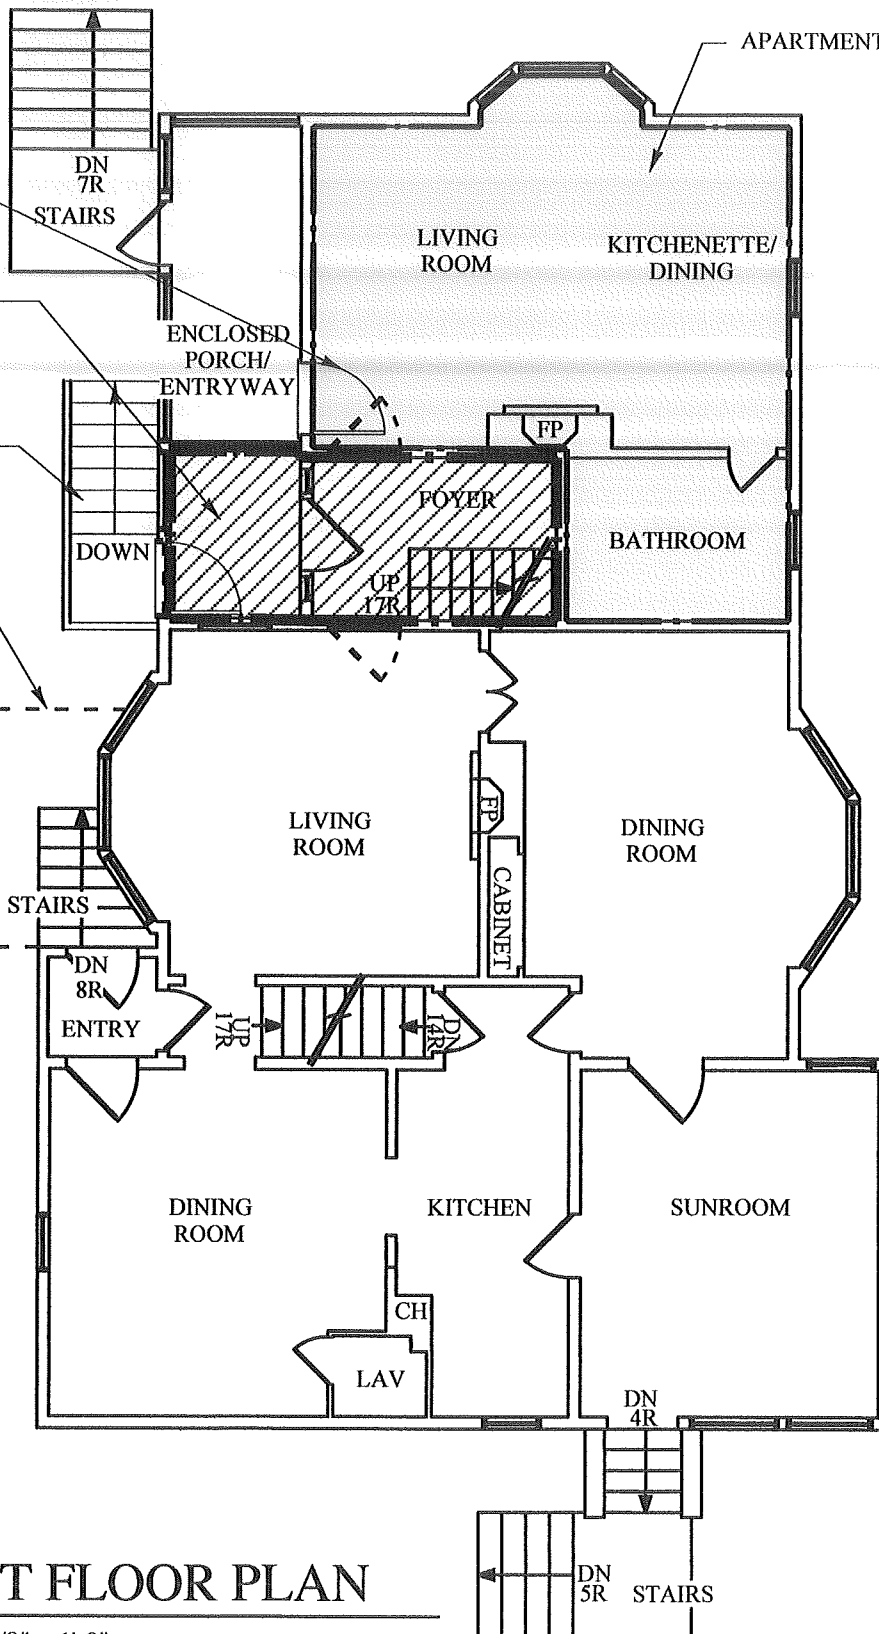 APARTMENT
DN
7R
STAIRS
LIVING
ROOM
KITCHENETTE/
DINING
ENCLOSED
PORCH/
ENTRYWAY
FP
FOYER
DOWN
BATHROOM
UP
17R
LIVING
ROOM
FP
DINING
ROOM
CABINET
STAIRS
DN
8R
ENTRY
UP
17R
DN
14R
DINING
ROOM
KITCHEN
SUNROOM
CH
LAV
DN
4R
T FLOOR PLAN
DN
5R
STAIRS